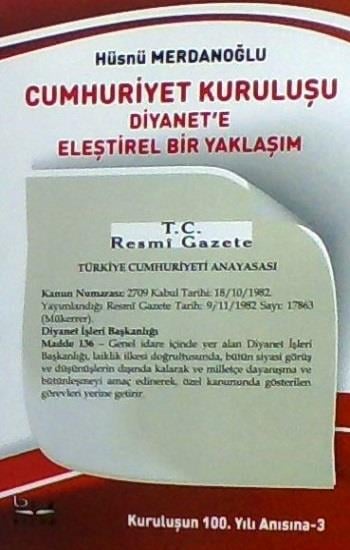 Hüsnü MERDANOĞLU
CUMHURİYET KURULUŞU
DİYANET'E
ELEŞTİREL BİR YAKLAŞIM
T.C.
Resmî Gazete
TÜRKİYE CUMHURİYETİ ANAYASASI
Kanun Numarası: 2709 Kabul Tarihi: 18/10/1982.
Yayımlandığı Resmî Gazete Tarih: 9/11/1982 Sayı: 17863
(Mükerrer).
Diyanet İşleri Başkanlığı
Madde 136 – Genel idare içinde yer alan Diyanet İşleri
Başkanlığı, laiklik ilkesi doğrultusunda, bütün siyasi görüş
ve düşünüşlerin dışında kalarak ve milletçe dayanışma ve
bütünleşmeyi amaç edinerek, özel kanununda gösterilen
görevleri yerine getirir.
Kuruluşun 100. Yılı Anısına-3